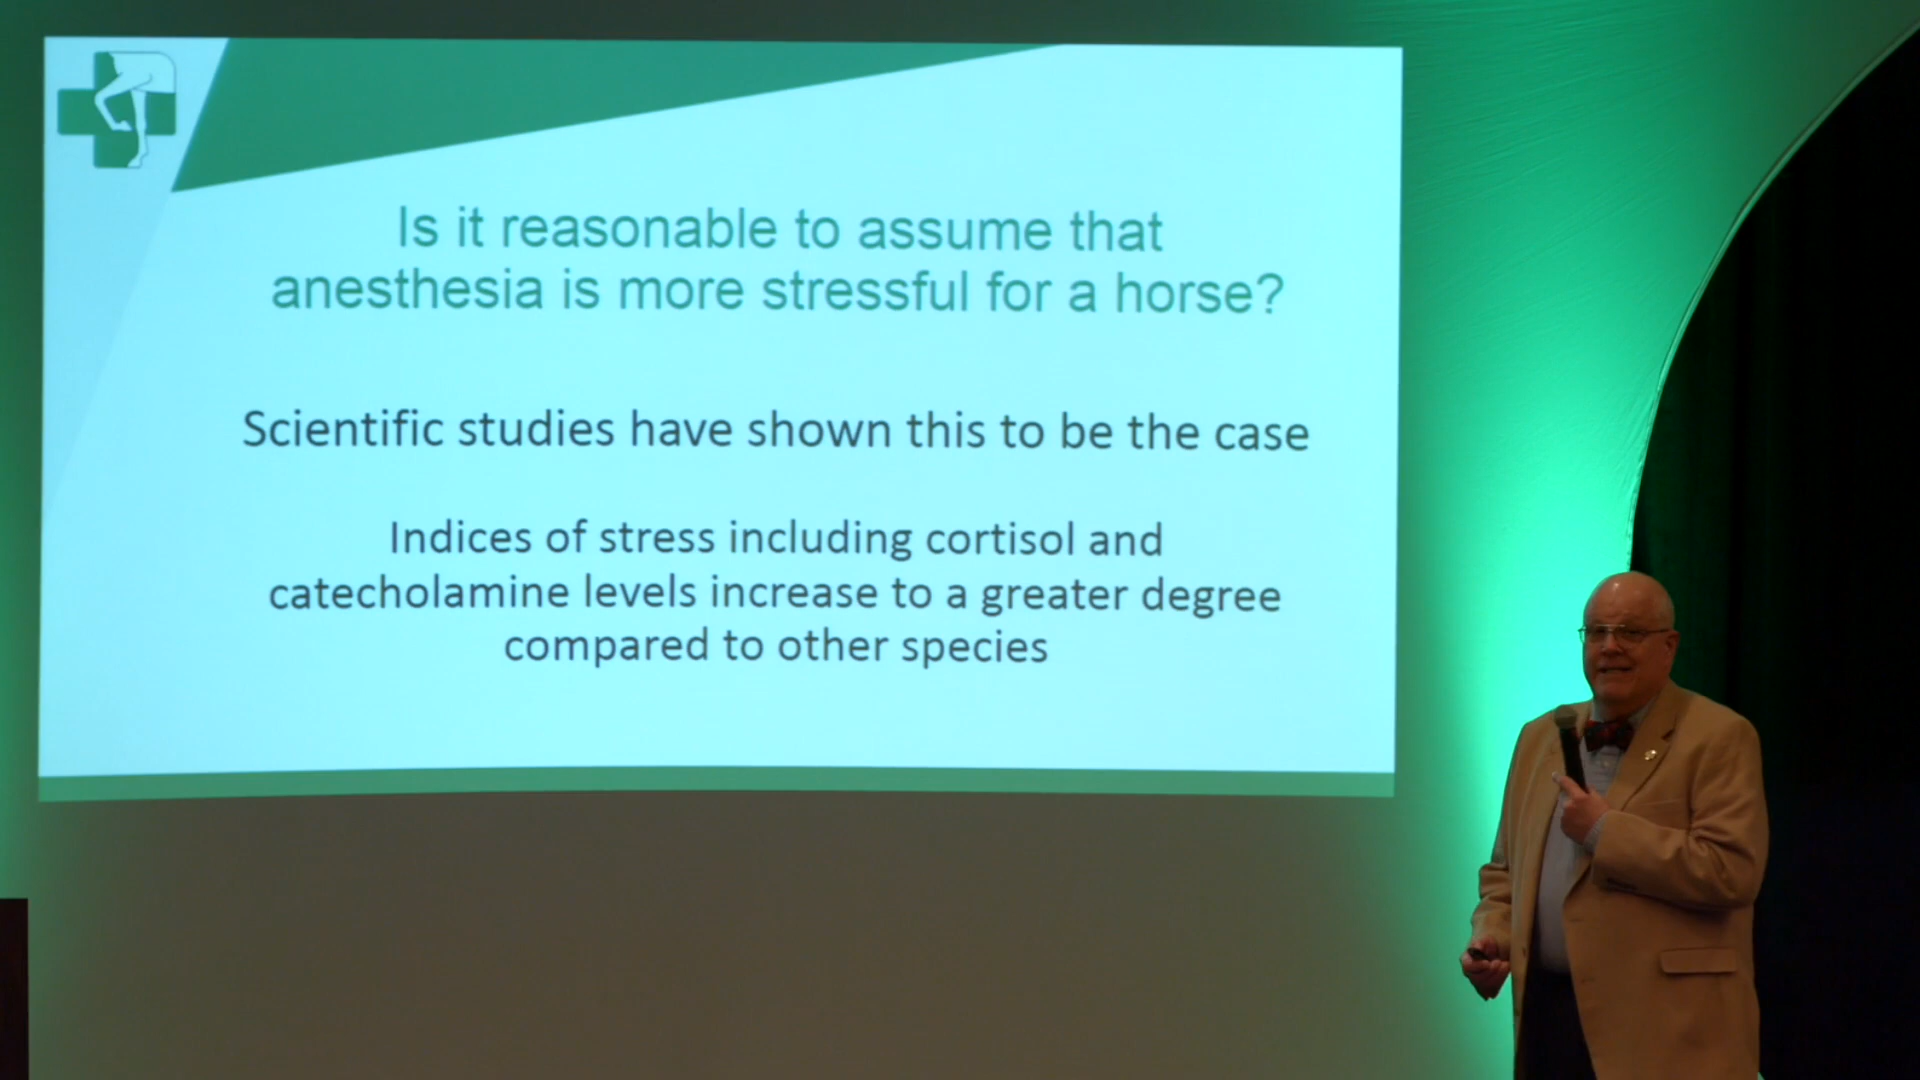 Is it reasonable to assume that
anesthesia is more stressful for a horse?
Scientific studies have shown this to be the case
Indices of stress including cortisol and
catecholamine levels increase to a greater degree
compared to other species